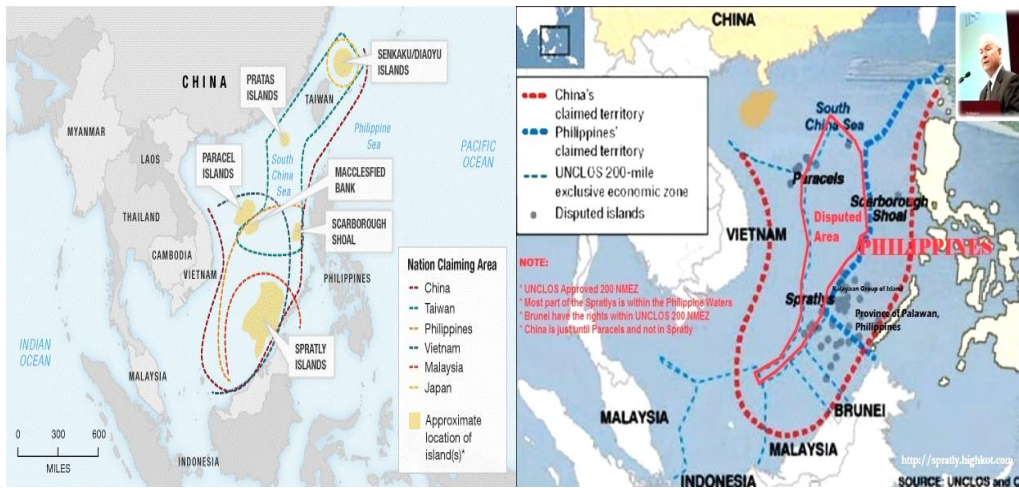 CHINA
SENKAKU/DIAOYU
ISLANDS
PRATAS
ISLANDS
TAIWAN
MYANMAR
Philippine
Sea
PACIFIC
OCEAN
LAOS
PARACEL
ISLANDS
South
China
Sea
MACCLESFIED
BANK
THAILAND
SCARBOROUGH
SHOAL
CAMBODIA
VIETNAM
PHILIPPINES
Nation Claiming Area
China
Taiwan
Philippines
Vietnam
Malaysia
Japan
Approximate
location of
island(s)*
INDIAN
OCEAN
SPRATLY
ISLANDS
MALAYSIA
0 300 600
MILES
INDONESIA
CHINA
China's
claimed territory
Philippines'
claimed territory
UNCLOS 200-mile
exclusive economic zone
Disputed islands
South
China Sea
Paracels
Scarborough
Shoal
Disputed
Area
VIETNAM
PHILIPPINES
NOTE:
* UNCLOS Approved 200 NMEZ
* Most part of the Spratlys is within the Philippine Waters
* Brunei have the rights within UNCLOS 200 NMEZ
* China is just until Paracels and not in Spratly
Spratlys
Kalayaan Group of Island
Province of Palawan,
Philippines
MALAYSIA
BRUNEI
MALAYSIA
INDONESIA
http://spratly.highkot.com
SOURCE: UNCLOS and C